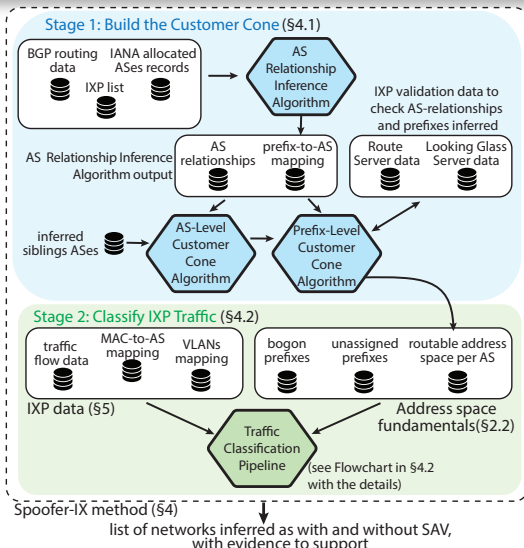 Stage 1: Build the Customer Cone (§4.1)
BGP routing
data
IANA allocated
ASes records
IXP list
AS
Relationship
Inference
Algorithm
IXP validation data to
check AS-relationships
and prefixes inferred
AS Relationship Inference
Algorithm output
AS
relationships
prefix-to-AS
mapping
Route
Server data
Looking Glass
Server data
inferred
siblings ASes
AS-Level
Customer
Cone
Algorithm
Prefix-Level
Customer
Cone
Algorithm
Stage 2: Classify IXP Traffic (§4.2)
traffic
flow data
MAC-to-AS
mapping
VLANs
mapping
bogon
prefixes
unassigned
prefixes
routable address
space per AS
IXP data (§5)
Address space
fundamentals(§2.2)
Traffic
Classification
Pipeline
(see Flowchart in §4.2
with the details)
Spoofer-IX method (§4)
list of networks inferred as with and without SAV,
with evidence to support